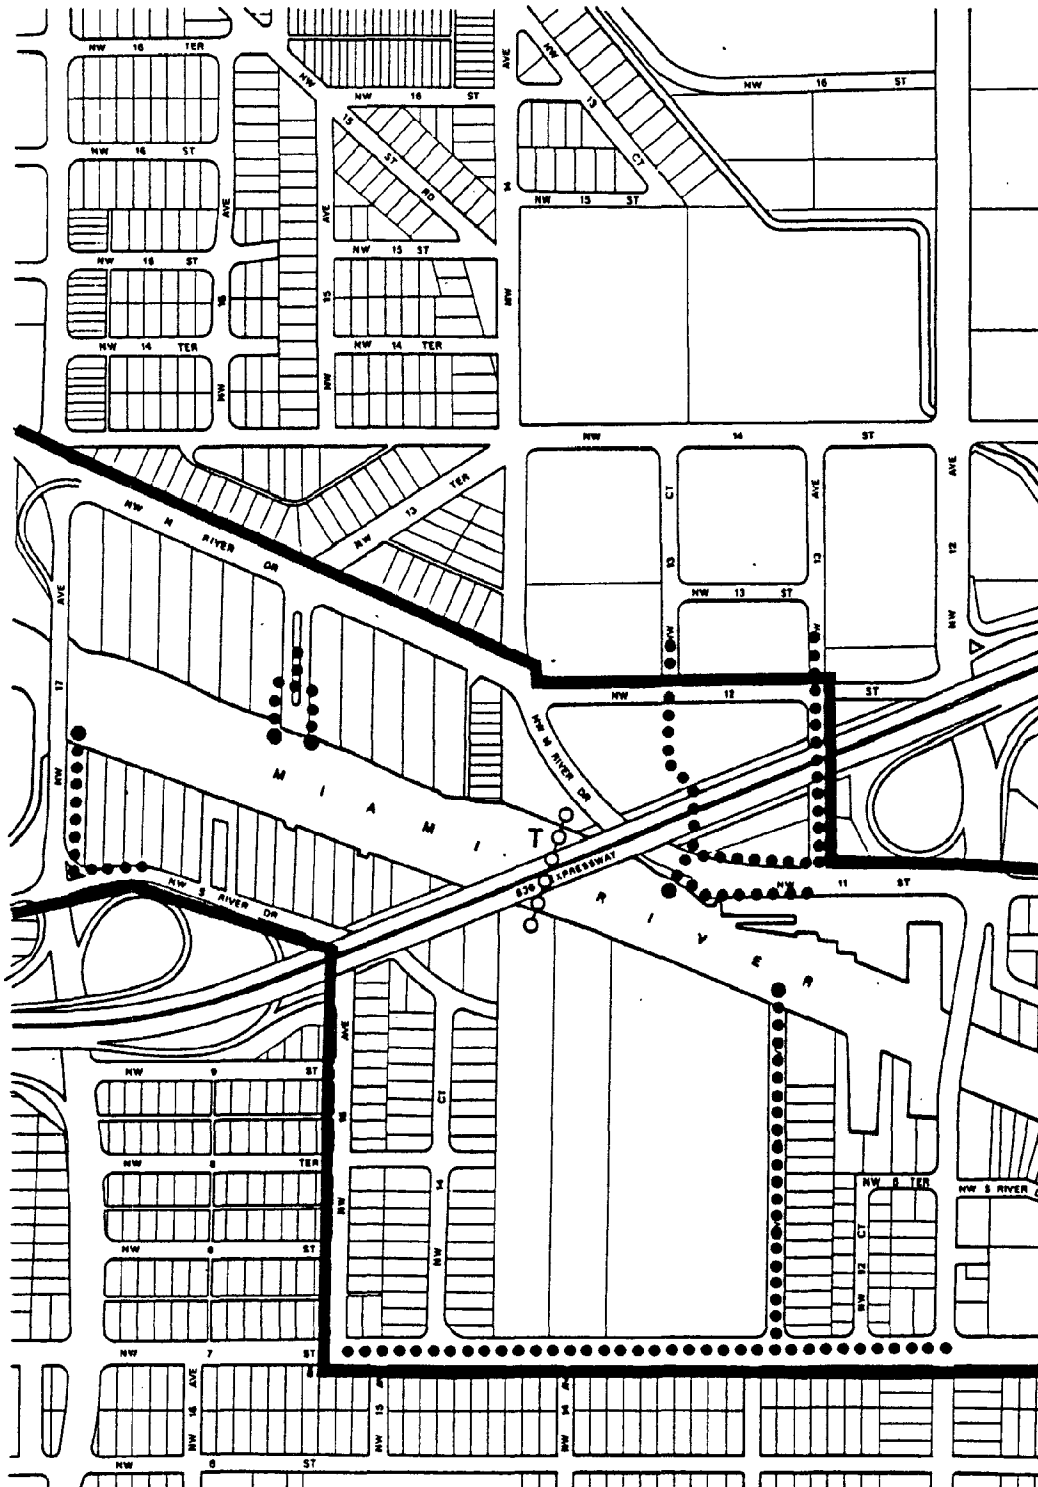 NW 16 TER
NW 16 ST
NW 16 ST
NW 15 ST RD
NW 13 CT
NW 16 ST
NW 15 ST
NW 14 AVE
NW 16 AVE
NW 15 AVE
NW 15 ST
NW 16 ST
NW 14 TER
NW 14 TER
NW 14 ST
NW 13 TER
NW N RIVER DR
NW 17 AVE
NW 13 CT
NW 13 AVE
NW 12 AVE
NW 13 ST
NW 12 ST
NW N RIVER DR
MIAMI RIVER
T
836 EXPRESSWAY
NW 11 ST
NW S RIVER DR
NW 16 AVE
NW 14 CT
NW 9 ST
NW 8 TER
NW 8 ST
NW 7 ST
NW 8 TER
NW S RIVER
NW 12 CT
NW 16 AVE
NW 15
NW 14
NW 6 ST